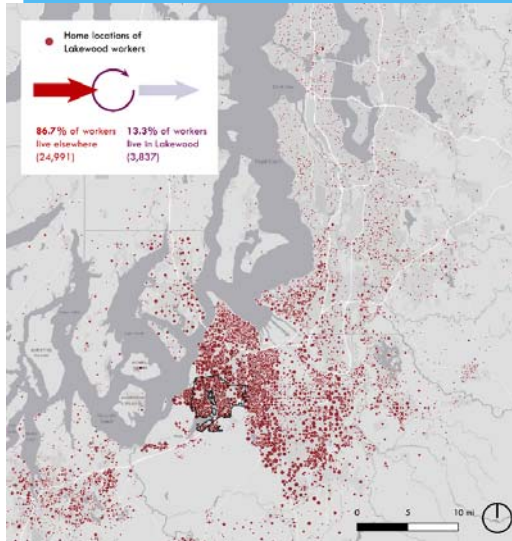 Home locations of
Lakewood workers
86.7% of workers
live elsewhere
(24,991)
13.3% of workers
live in Lakewood
(3,837)
0 5 10 mi.